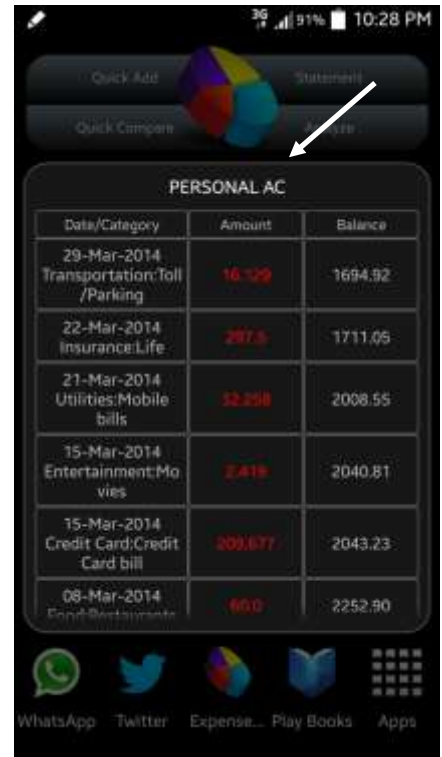 3G 91% 10:28 PM
Quick Add Statement
Quick Compare Analyze
PERSONAL AC
Date/Category Amount Balance
29-Mar-2014
Transportation:Toll
/Parking
16.129 1694.92
22-Mar-2014
Insurance:Life
297.5 1711.05
21-Mar-2014
Utilities:Mobile
bills
32.258 2008.55
15-Mar-2014
Entertainment:Mo
vies
2.419 2040.81
15-Mar-2014
Credit Card:Credit
Card bill
209.677 2043.23
08-Mar-2014
Food:Restaurants
60.0 2252.90
WhatsApp Twitter Expense... Play Books Apps